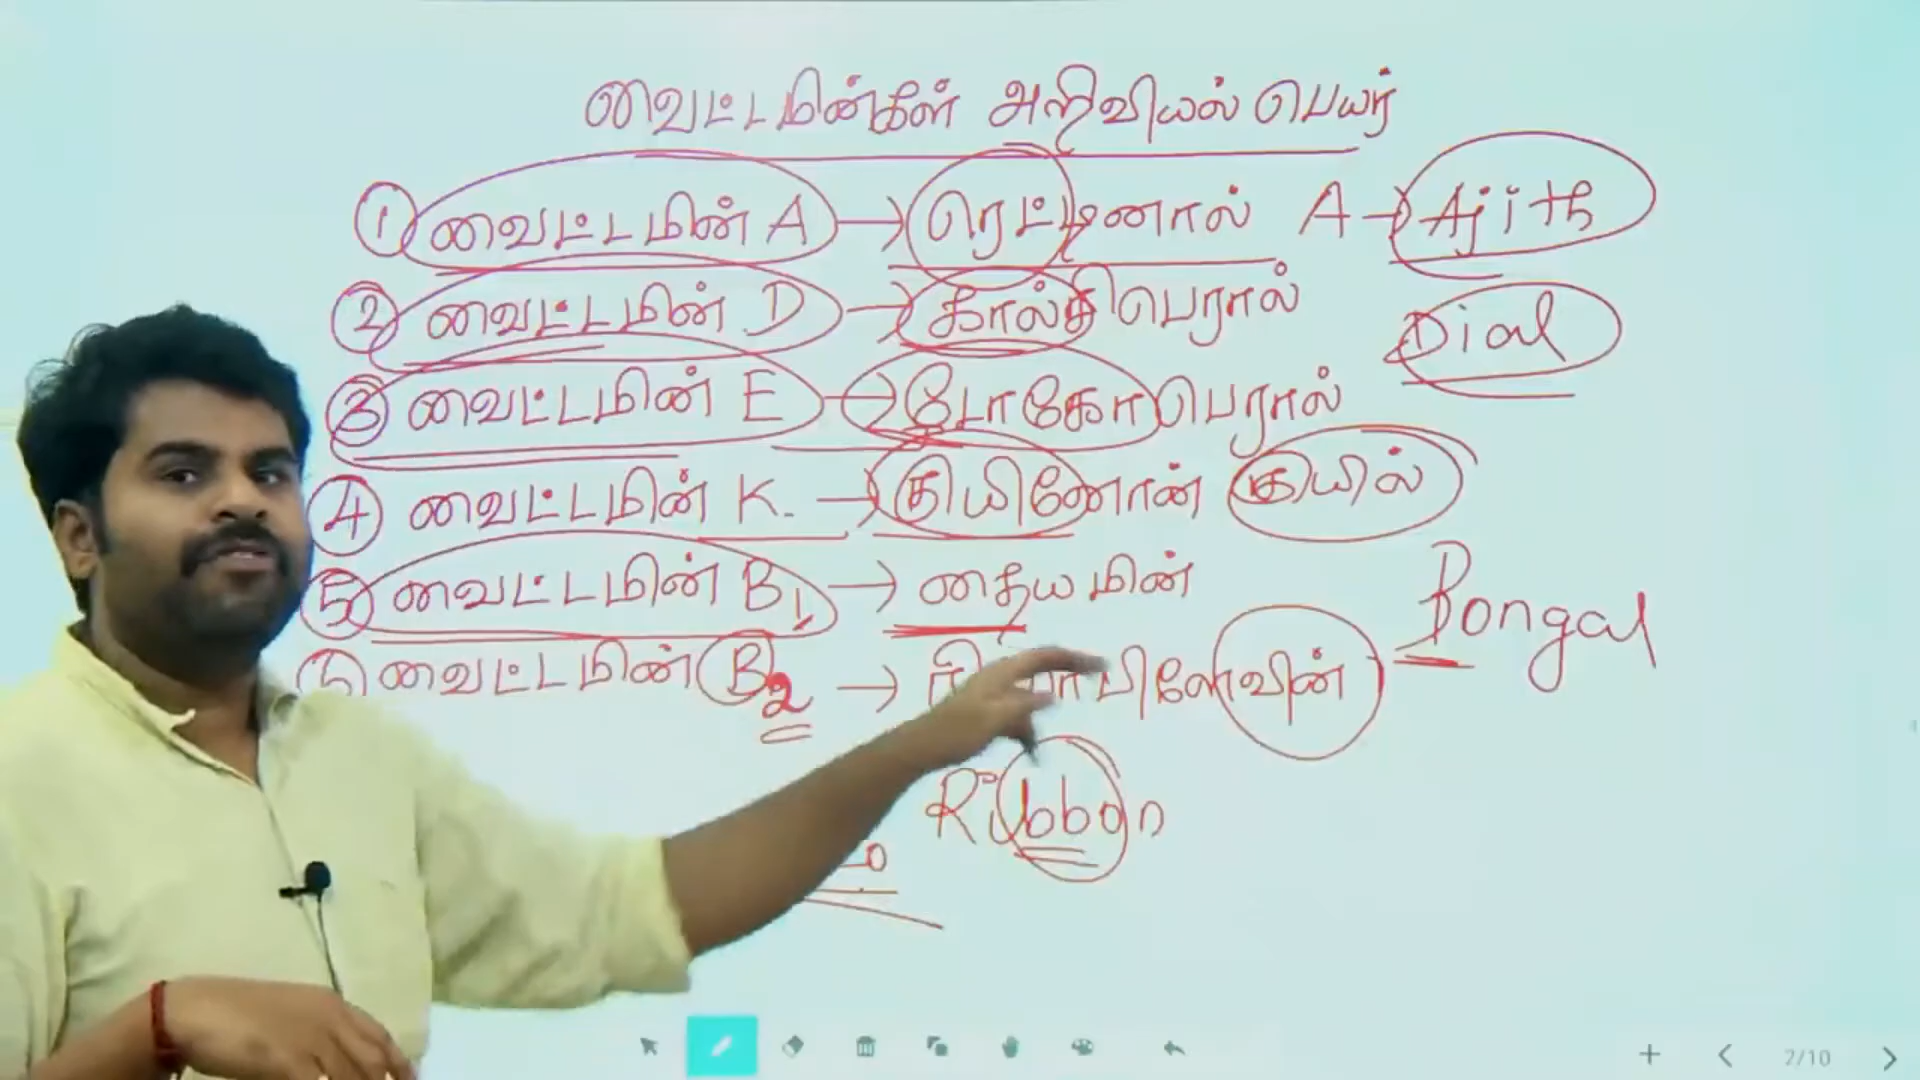 வைட்டமின்கள் அறிவியல் பெயர்
1 வைட்டமின் A → ரெட்டினால் A → Ajith
2 வைட்டமின் D → கால்சிபெரால் Dial
3 வைட்டமின் E → டோகோபெரால்
4 வைட்டமின் K. → குயினோன் குயில்
5 வைட்டமின் B1 → தையமின் Bongal
வைட்டமின் B2 →
Ribbon
2/10